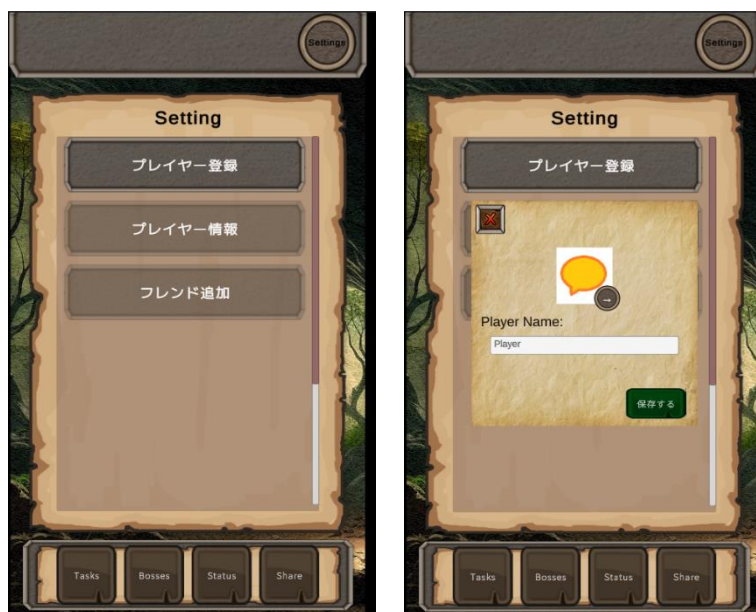 Settings
Setting
プレイヤー登録
プレイヤー情報
フレンド追加
Tasks
Bosses
Status
Share
Settings
Setting
プレイヤー登録
Player Name:
Player
保存する
Tasks
Bosses
Status
Share